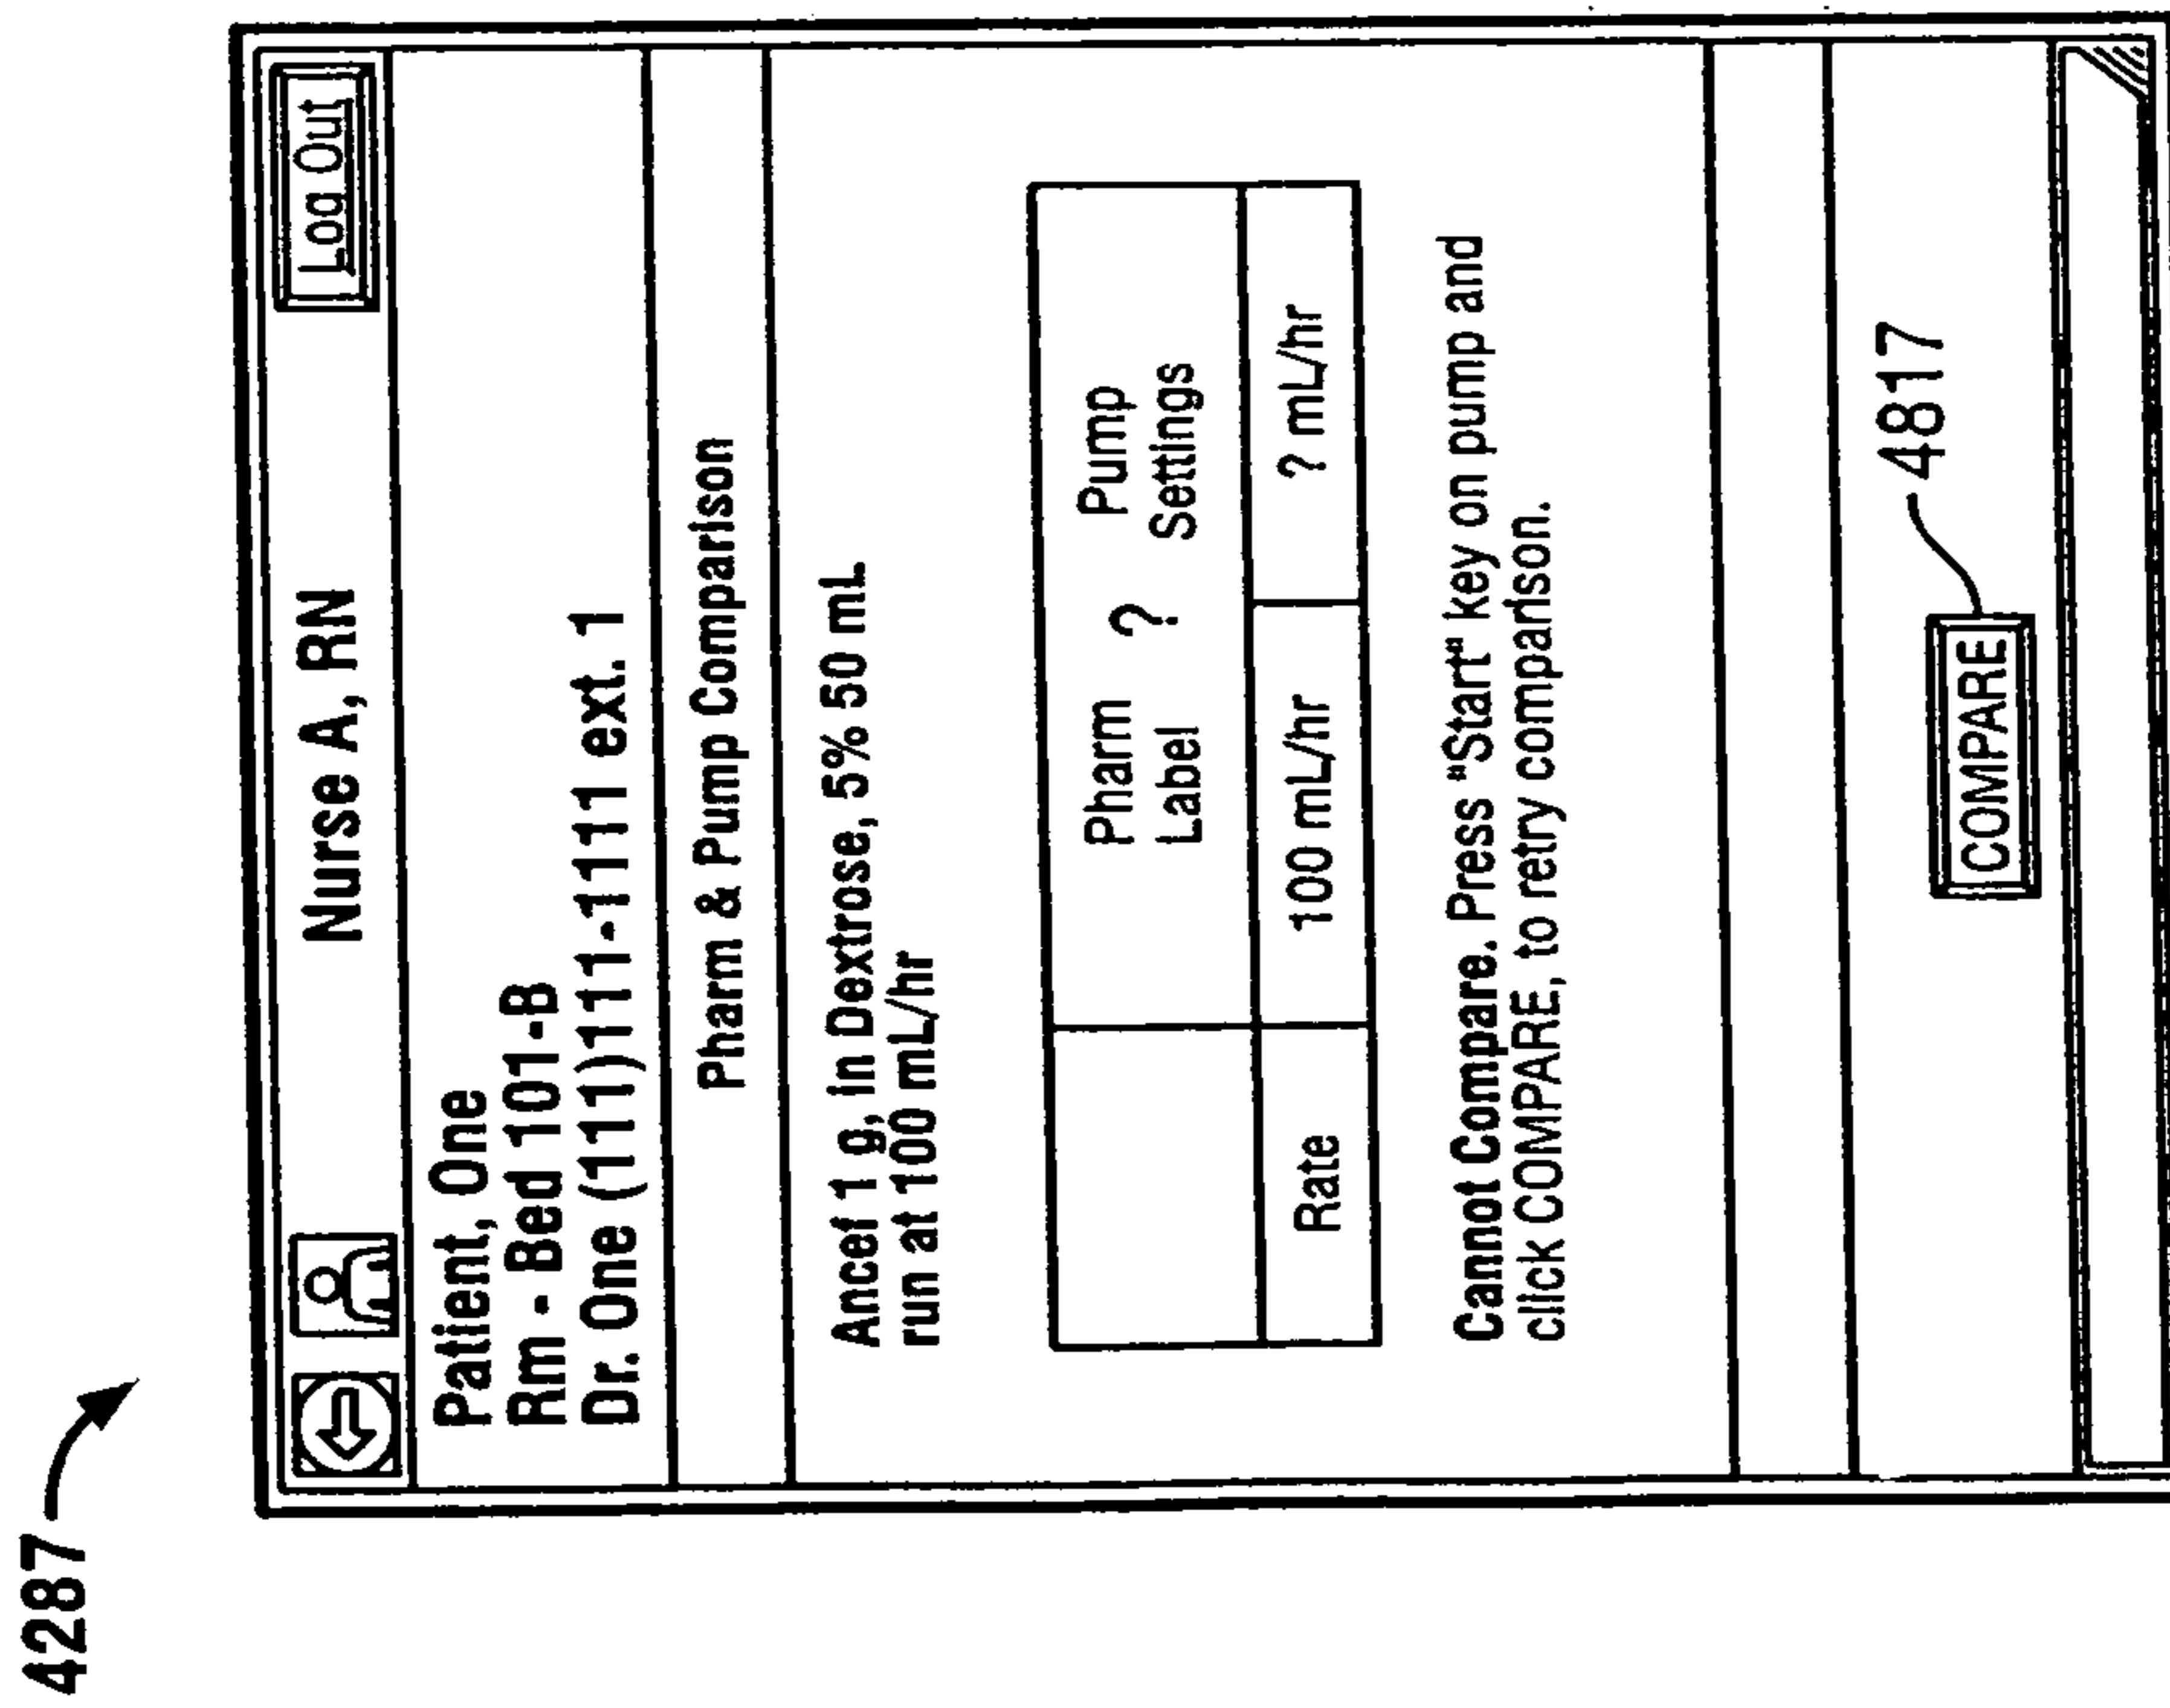 4287
Nurse A, RN
Log Out
Patient, One
Rm - Bed 101-8
Dr. One (111)111-1111 ext. 1
Pharm & Pump Comparison
Ancef 1 g, in Dextrose, 5% 50 mL
run at 100 mL/hr
Pharm ? Pump
Label Settings
Rate 100 mL/hr ? mL/hr
Cannot Compare. Press "Start" key on pump and
click COMPARE, to retry comparison.
4817
COMPARE